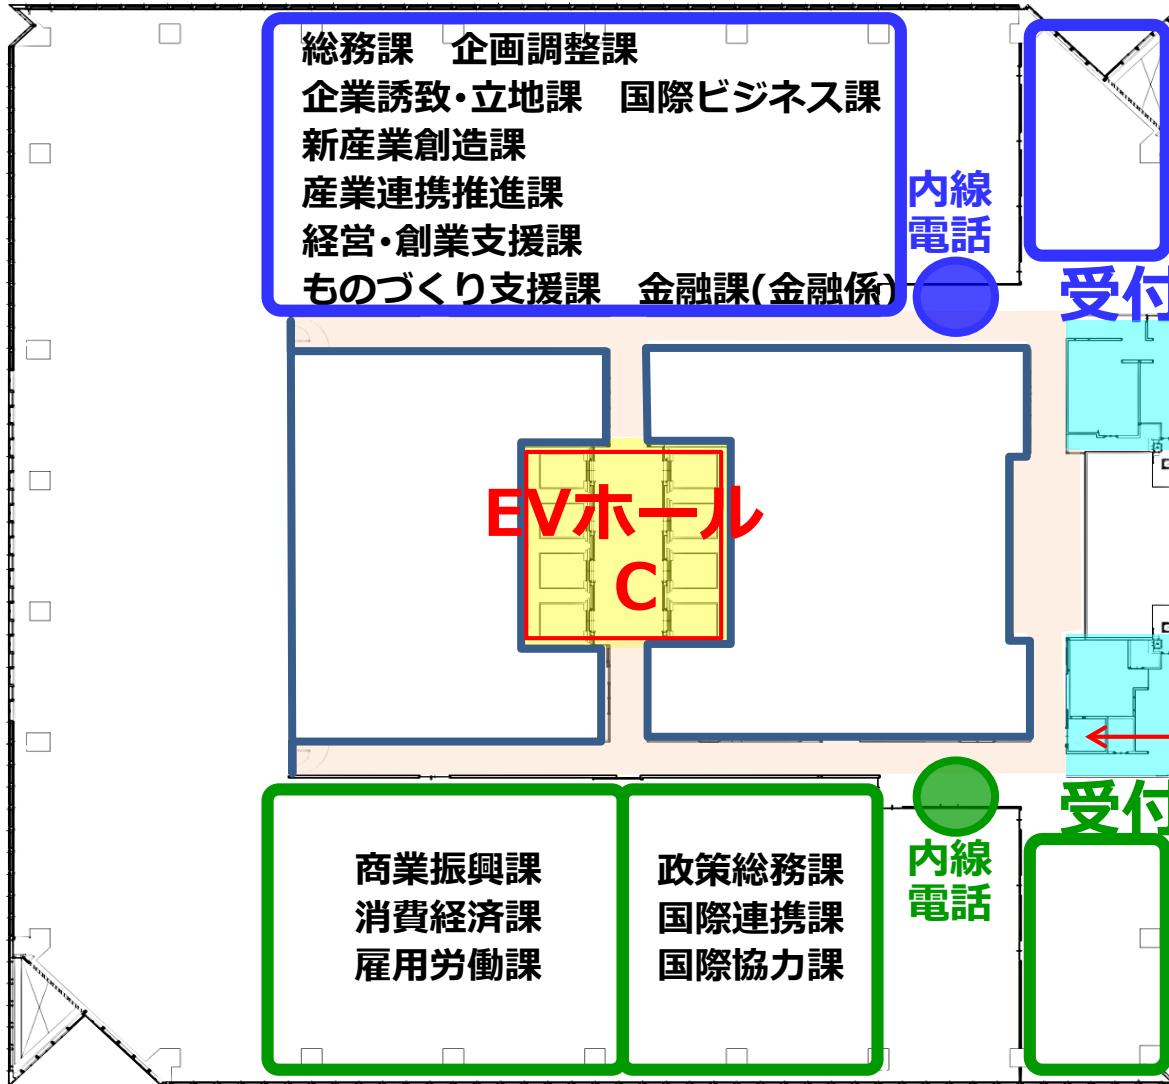 総務課　企画調整課
企業誘致・立地課　国際ビジネス課
新産業創造課
産業連携推進課
経営・創業支援課
ものづくり支援課　金融課(金融係)
内線
電話
受付
EVホール
C
受付
内線
電話
商業振興課
消費経済課
雇用労働課
政策総務課
国際連携課
国際協力課